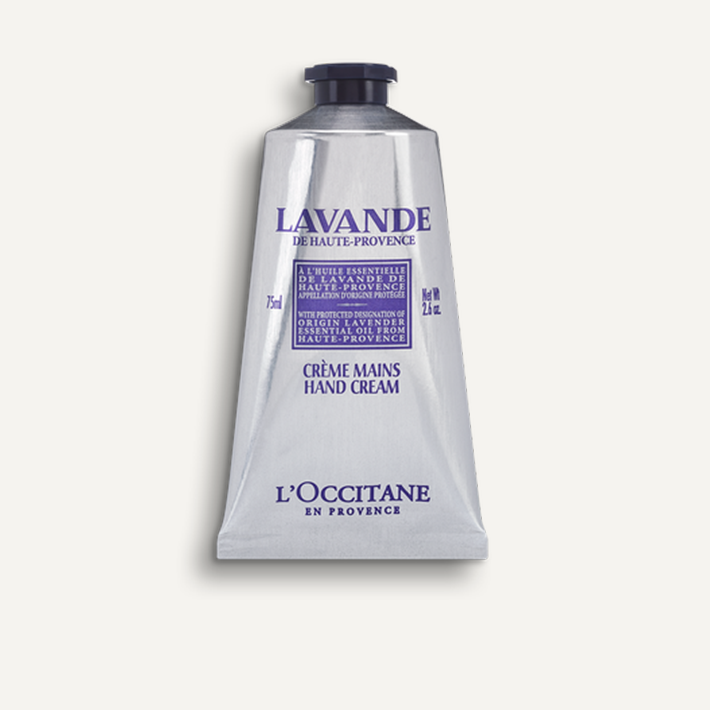 LAVANDE
DE HAUTE-PROVENCE
À L'HUILE ESSENTIELLE
DE LAVANDE DE
HAUTE-PROVENCE
APPELLATION D'ORIGINE PROTÉGÉE
WITH PROTECTED DESIGNATION OF
ORIGIN LAVENDER
ESSENTIAL OIL FROM
HAUTE-PROVENCE
75ml
Net Wt
2.6 oz.
CRÈME MAINS
HAND CREAM
L'OCCITANE
EN PROVENCE